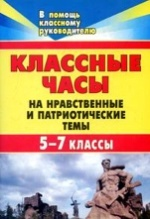 В помощь
классному
руководителю
КЛАССНЫЕ
ЧАСЫ
НА НРАВСТВЕННЫЕ
И ПАТРИОТИЧЕСКИЕ
ТЕМЫ
5–7 КЛАССЫ